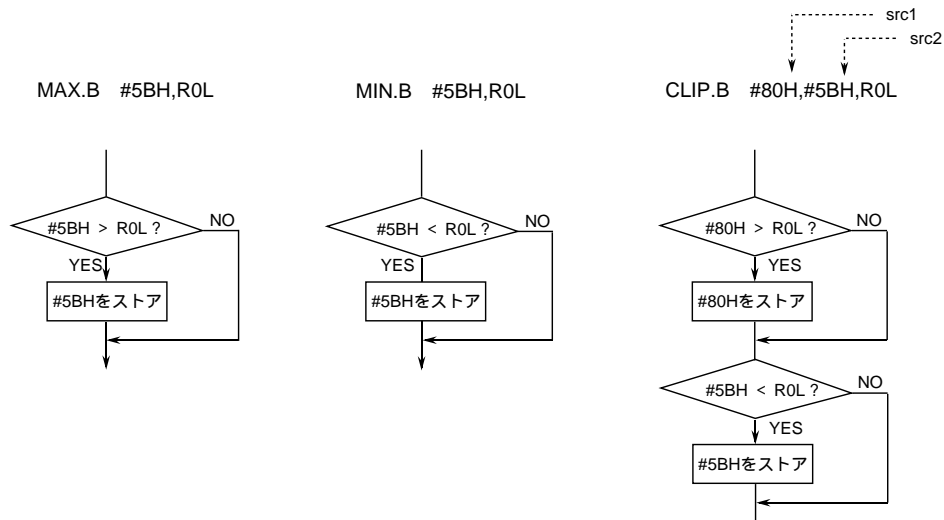 src1
src2
MAX.B #5BH,R0L
MIN.B #5BH,R0L
CLIP.B #80H,#5BH,R0L
#5BH > R0L ?
NO
YES
#5BHをストア
#5BH < R0L ?
NO
YES
#5BHをストア
#80H > R0L ?
NO
YES
#80Hをストア
#5BH < R0L ?
NO
YES
#5BHをストア